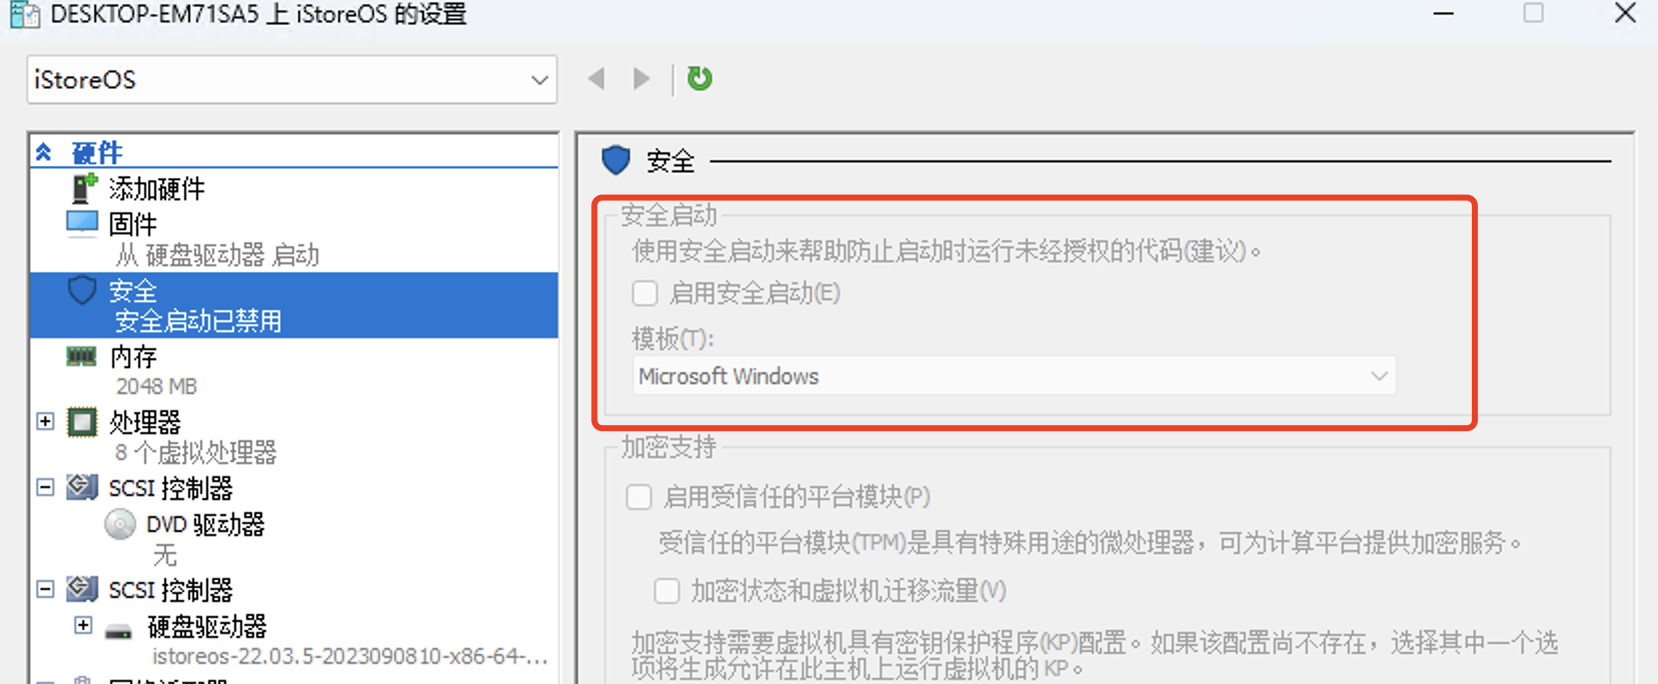 DESKTOP-EM71SA5 上 iStoreOS 的设置
iStoreOS
硬件
添加硬件
固件
从 硬盘驱动器 启动
安全
安全启动已禁用
内存
2048 MB
处理器
8 个虚拟处理器
SCSI 控制器
DVD 驱动器
无
SCSI 控制器
硬盘驱动器
istoreos-22.03.5-2023090810-x86-64-...
安全
安全启动
使用安全启动来帮助防止启动时运行未经授权的代码(建议)。
启用安全启动(E)
模板(T):
Microsoft Windows
加密支持
启用受信任的平台模块(P)
受信任的平台模块(TPM)是具有特殊用途的微处理器，可为计算平台提供加密服务。
加密状态和虚拟机迁移流量(V)
加密支持需要虚拟机具有密钥保护程序(KP)配置。如果该配置尚不存在，选择其中一个选
项将生成允许在此主机上运行虚拟机的 KP。